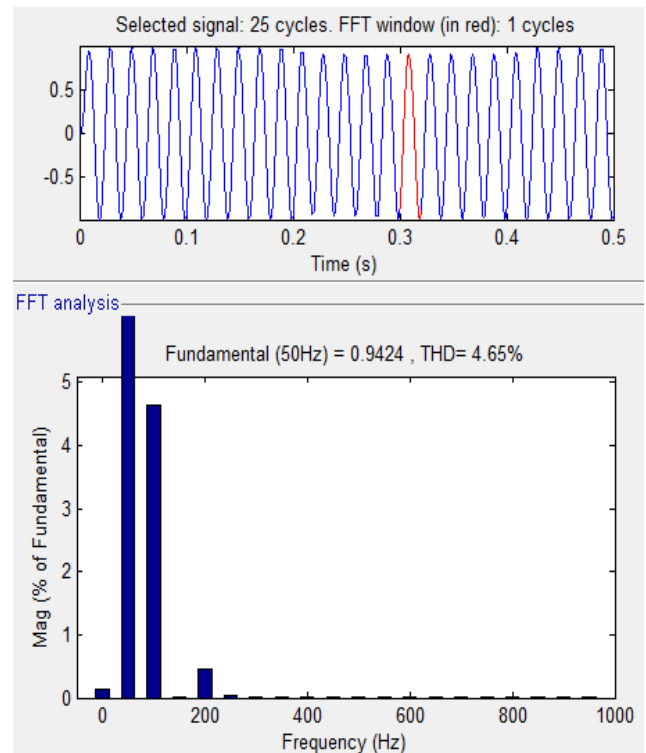 Selected signal: 25 cycles. FFT window (in red): 1 cycles
0.5
0
-0.5
0 0.1 0.2 0.3 0.4 0.5
Time (s)
FFT analysis
Fundamental (50Hz) = 0.9424 , THD= 4.65%
5
4
3
2
1
0
0 200 400 600 800 1000
Frequency (Hz)
Mag (% of Fundamental)